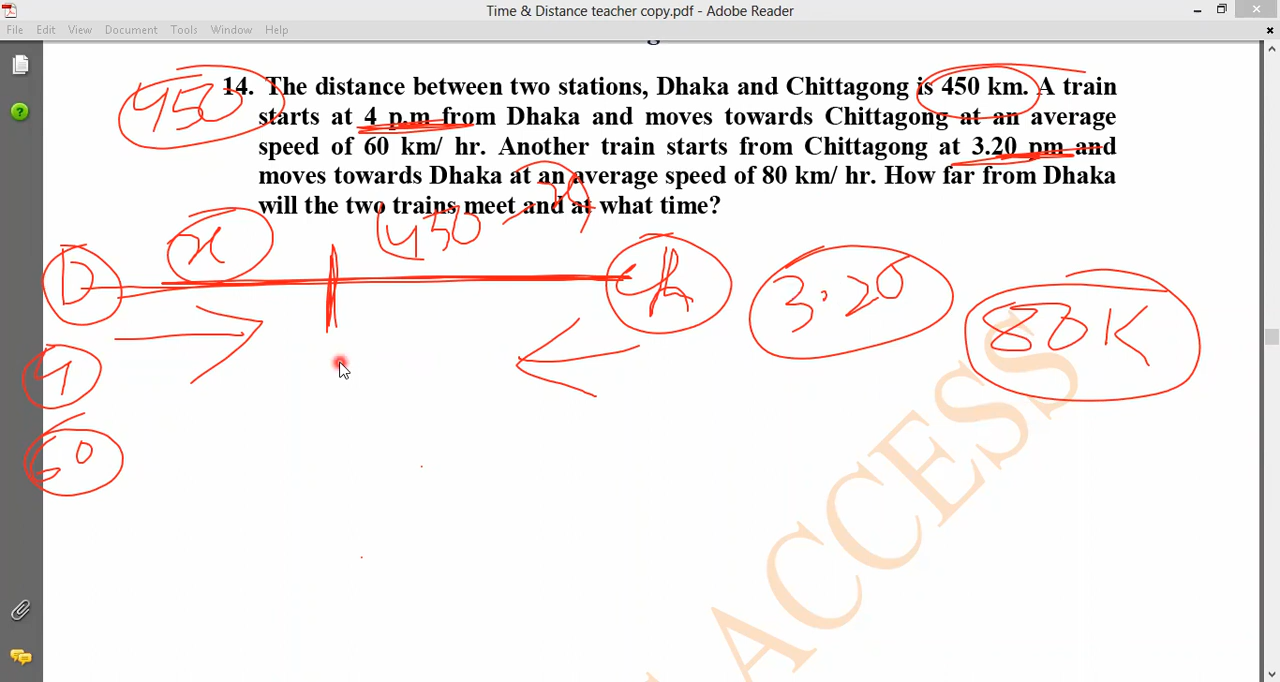 Time & Distance teacher copy.pdf - Adobe Reader
File Edit View Document Tools Window Help
14. The distance between two stations, Dhaka and Chittagong is 450 km. A train
starts at 4 p.m from Dhaka and moves towards Chittagong at an average
speed of 60 km/ hr. Another train starts from Chittagong at 3.20 pm and
moves towards Dhaka at an average speed of 80 km/ hr. How far from Dhaka
will the two trains meet and at what time?
450
x
(450 - x)
D
ch
3.20
80K
4
60
ACCESS